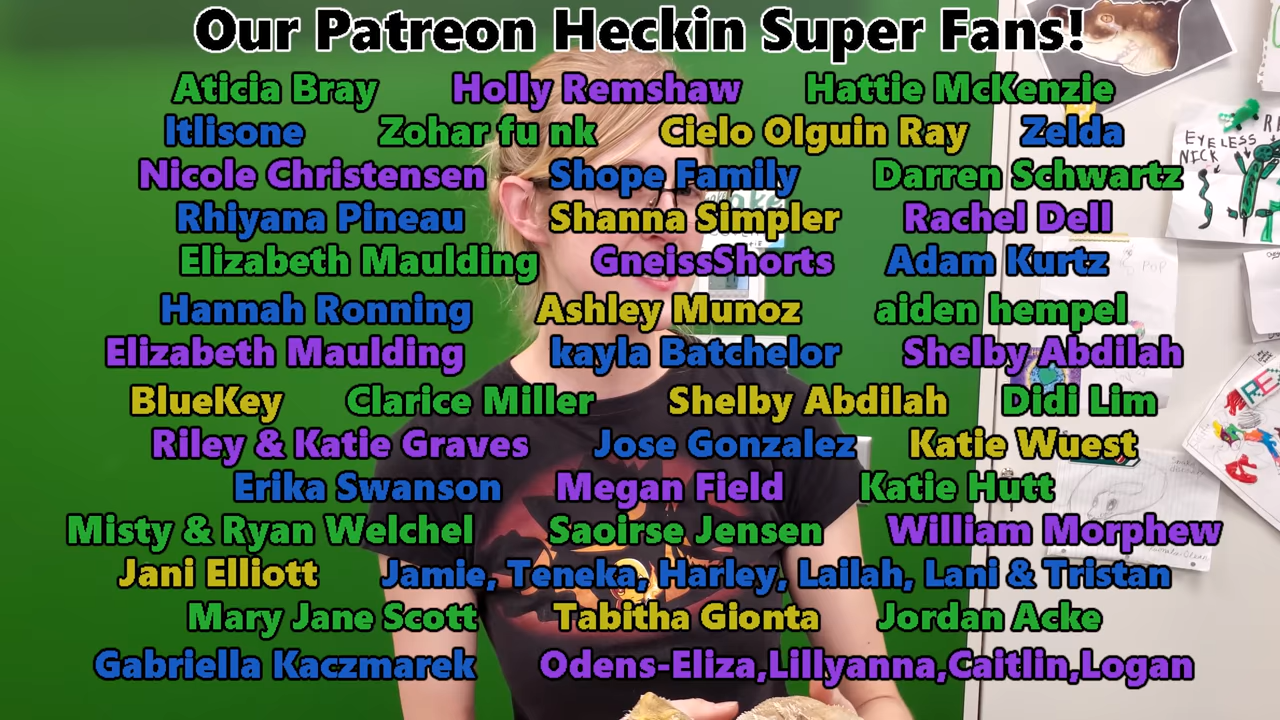 Our Patreon Heckin Super Fans!
Aticia Bray Holly Remshaw Hattie McKenzie
ltlisone Zohar fu nk Cielo Olguin Ray Zelda
Nicole Christensen Shope Family Darren Schwartz
Rhiyana Pineau Shanna Simpler Rachel Dell
Elizabeth Maulding GneissShorts Adam Kurtz
Hannah Ronning Ashley Munoz aiden hempel
Elizabeth Maulding kayla Batchelor Shelby Abdilah
BlueKey Clarice Miller Shelby Abdilah Didi Lim
Riley & Katie Graves Jose Gonzalez Katie Wuest
Erika Swanson Megan Field Katie Hutt
Misty & Ryan Welchel Saoirse Jensen William Morphew
Jani Elliott Jamie, Teneka, Harley, Lailah, Lani & Tristan
Mary Jane Scott Tabitha Gionta Jordan Acke
Gabriella Kaczmarek Odens-Eliza,Lillyanna,Caitlin,Logan
EYELESS
NICK